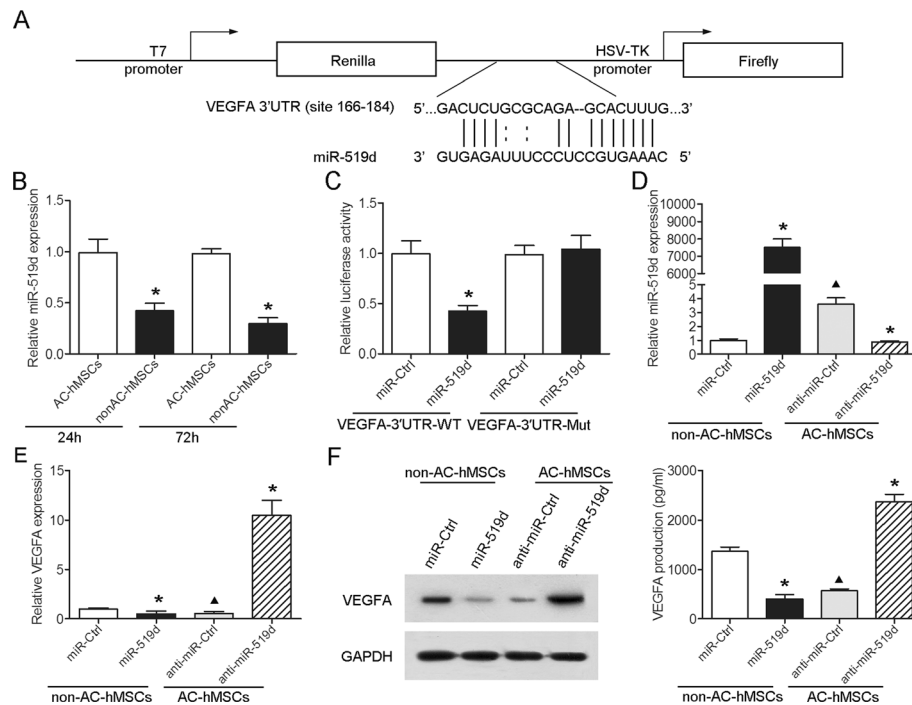 A
T7
promoter
Renilla
HSV-TK
promoter
Firefly
VEGFA 3'UTR (site 166-184) 5'...GACUCUGCGCAGA--GCACUUUG...3'
miR-519d 3' GUGAGAUUUCCCUCCGUGAAAC 5'
B
Relative miR-519d expression
1.5
1.0
0.5
0.0
AC-hMSCs
nonAC-hMSCs
AC-hMSCs
nonAC-hMSCs
*
*
24h
72h
C
Relative luciferase activity
1.5
1.0
0.5
0.0
*
miR-Ctrl
miR-519d
miR-Ctrl
miR-519d
VEGFA-3'UTR-WT
VEGFA-3'UTR-Mut
D
Relative miR-519d expression
10000
9000
8000
7000
6000
5
4
3
2
1
0
*
▲
*
miR-Ctrl
miR-519d
anti-miR-Ctrl
anti-miR-519d
non-AC-hMSCs
AC-hMSCs
E
Relative VEGFA expression
15
10
5
0
*
▲
*
miR-Ctrl
miR-519d
anti-miR-Ctrl
anti-miR-519d
non-AC-hMSCs
AC-hMSCs
F
non-AC-hMSCs
AC-hMSCs
miR-Ctrl
miR-519d
anti-miR-Ctrl
anti-miR-519d
VEGFA
GAPDH
VEGFA production (pg/ml)
3000
2000
1000
0
*
▲
*
miR-Ctrl
miR-519d
anti-miR-Ctrl
anti-miR-519d
non-AC-hMSCs
AC-hMSCs